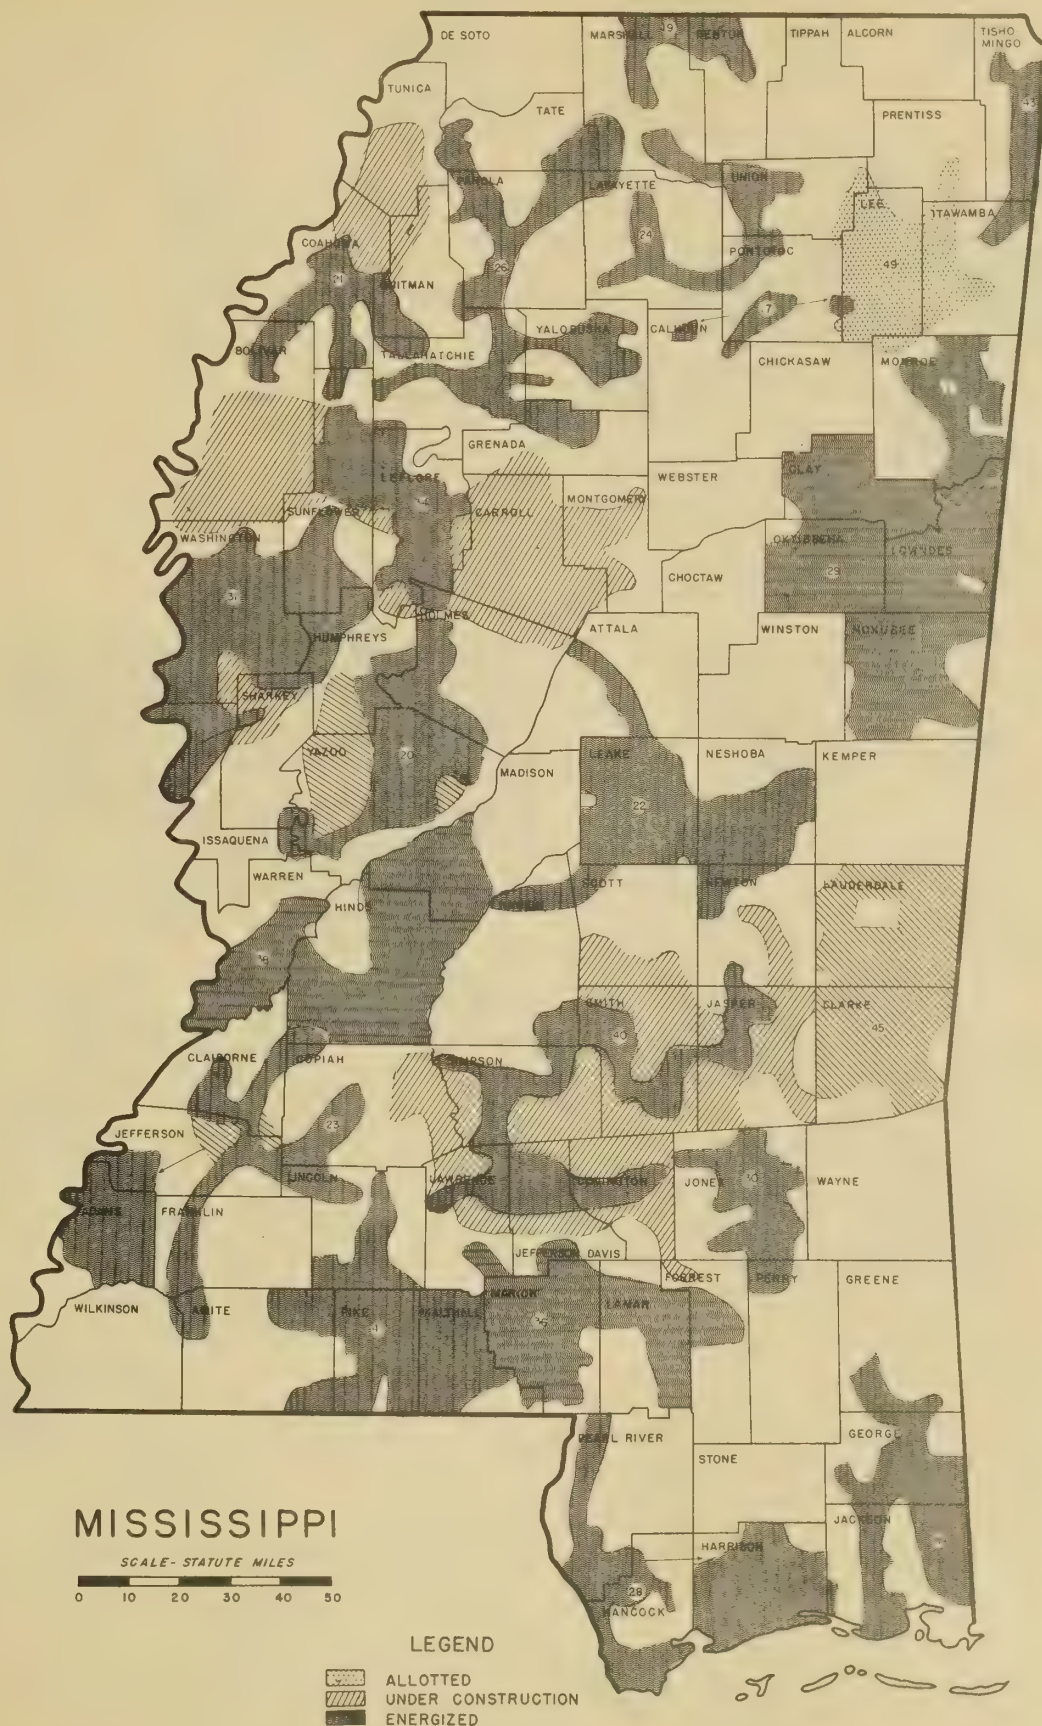 DE SOTO
MARSHALL
9
BENTON
TIPPAH
ALCORN
TISHO
MINGO
TUNICA
TATE
PRENTISS
43
PANOLA
LAFAYETTE
UNION
LEE
ITAWAMBA
COAHOMA
24
PONTOTOC
49
21
QUITMAN
26
7
YALOBUSHA
CALHOUN
BOLIVAR
TALLAHATCHIE
CHICKASAW
MONROE
GRENADA
CLAY
LEFLORE
WEBSTER
SUNFLOWER
CARROLL
MONTGOMERY
WASHINGTON
OKTIBBEHA
LOWNDES
29
CHOCTAW
31
HOLMES
HUMPHREYS
ATTALA
WINSTON
NOXUBEE
SHARKEY
YAZOO
20
MADISON
LEAKE
NESHOBA
KEMPER
22
ISSAQUENA
WARREN
HINDS
SCOTT
NEWTON
LAUDERDALE
38
SMITH
JASPER
CLARKE
40
45
CLAIBORNE
COPIAH
SIMPSON
JEFFERSON
23
LINCOLN
LAWRENCE
COVINGTON
JONES
30
WAYNE
ADAMS
FRANKLIN
JEFFERSON DAVIS
FORREST
PERRY
GREENE
WILKINSON
AMITE
PIKE
WALTHALL
MARION
LAMAR
36
PEARL RIVER
GEORGE
STONE
JACKSON
HARRISON
28
HANCOCK
MISSISSIPPI
SCALE - STATUTE MILES
0 10 20 30 40 50
LEGEND
ALLOTTED
UNDER CONSTRUCTION
ENERGIZED